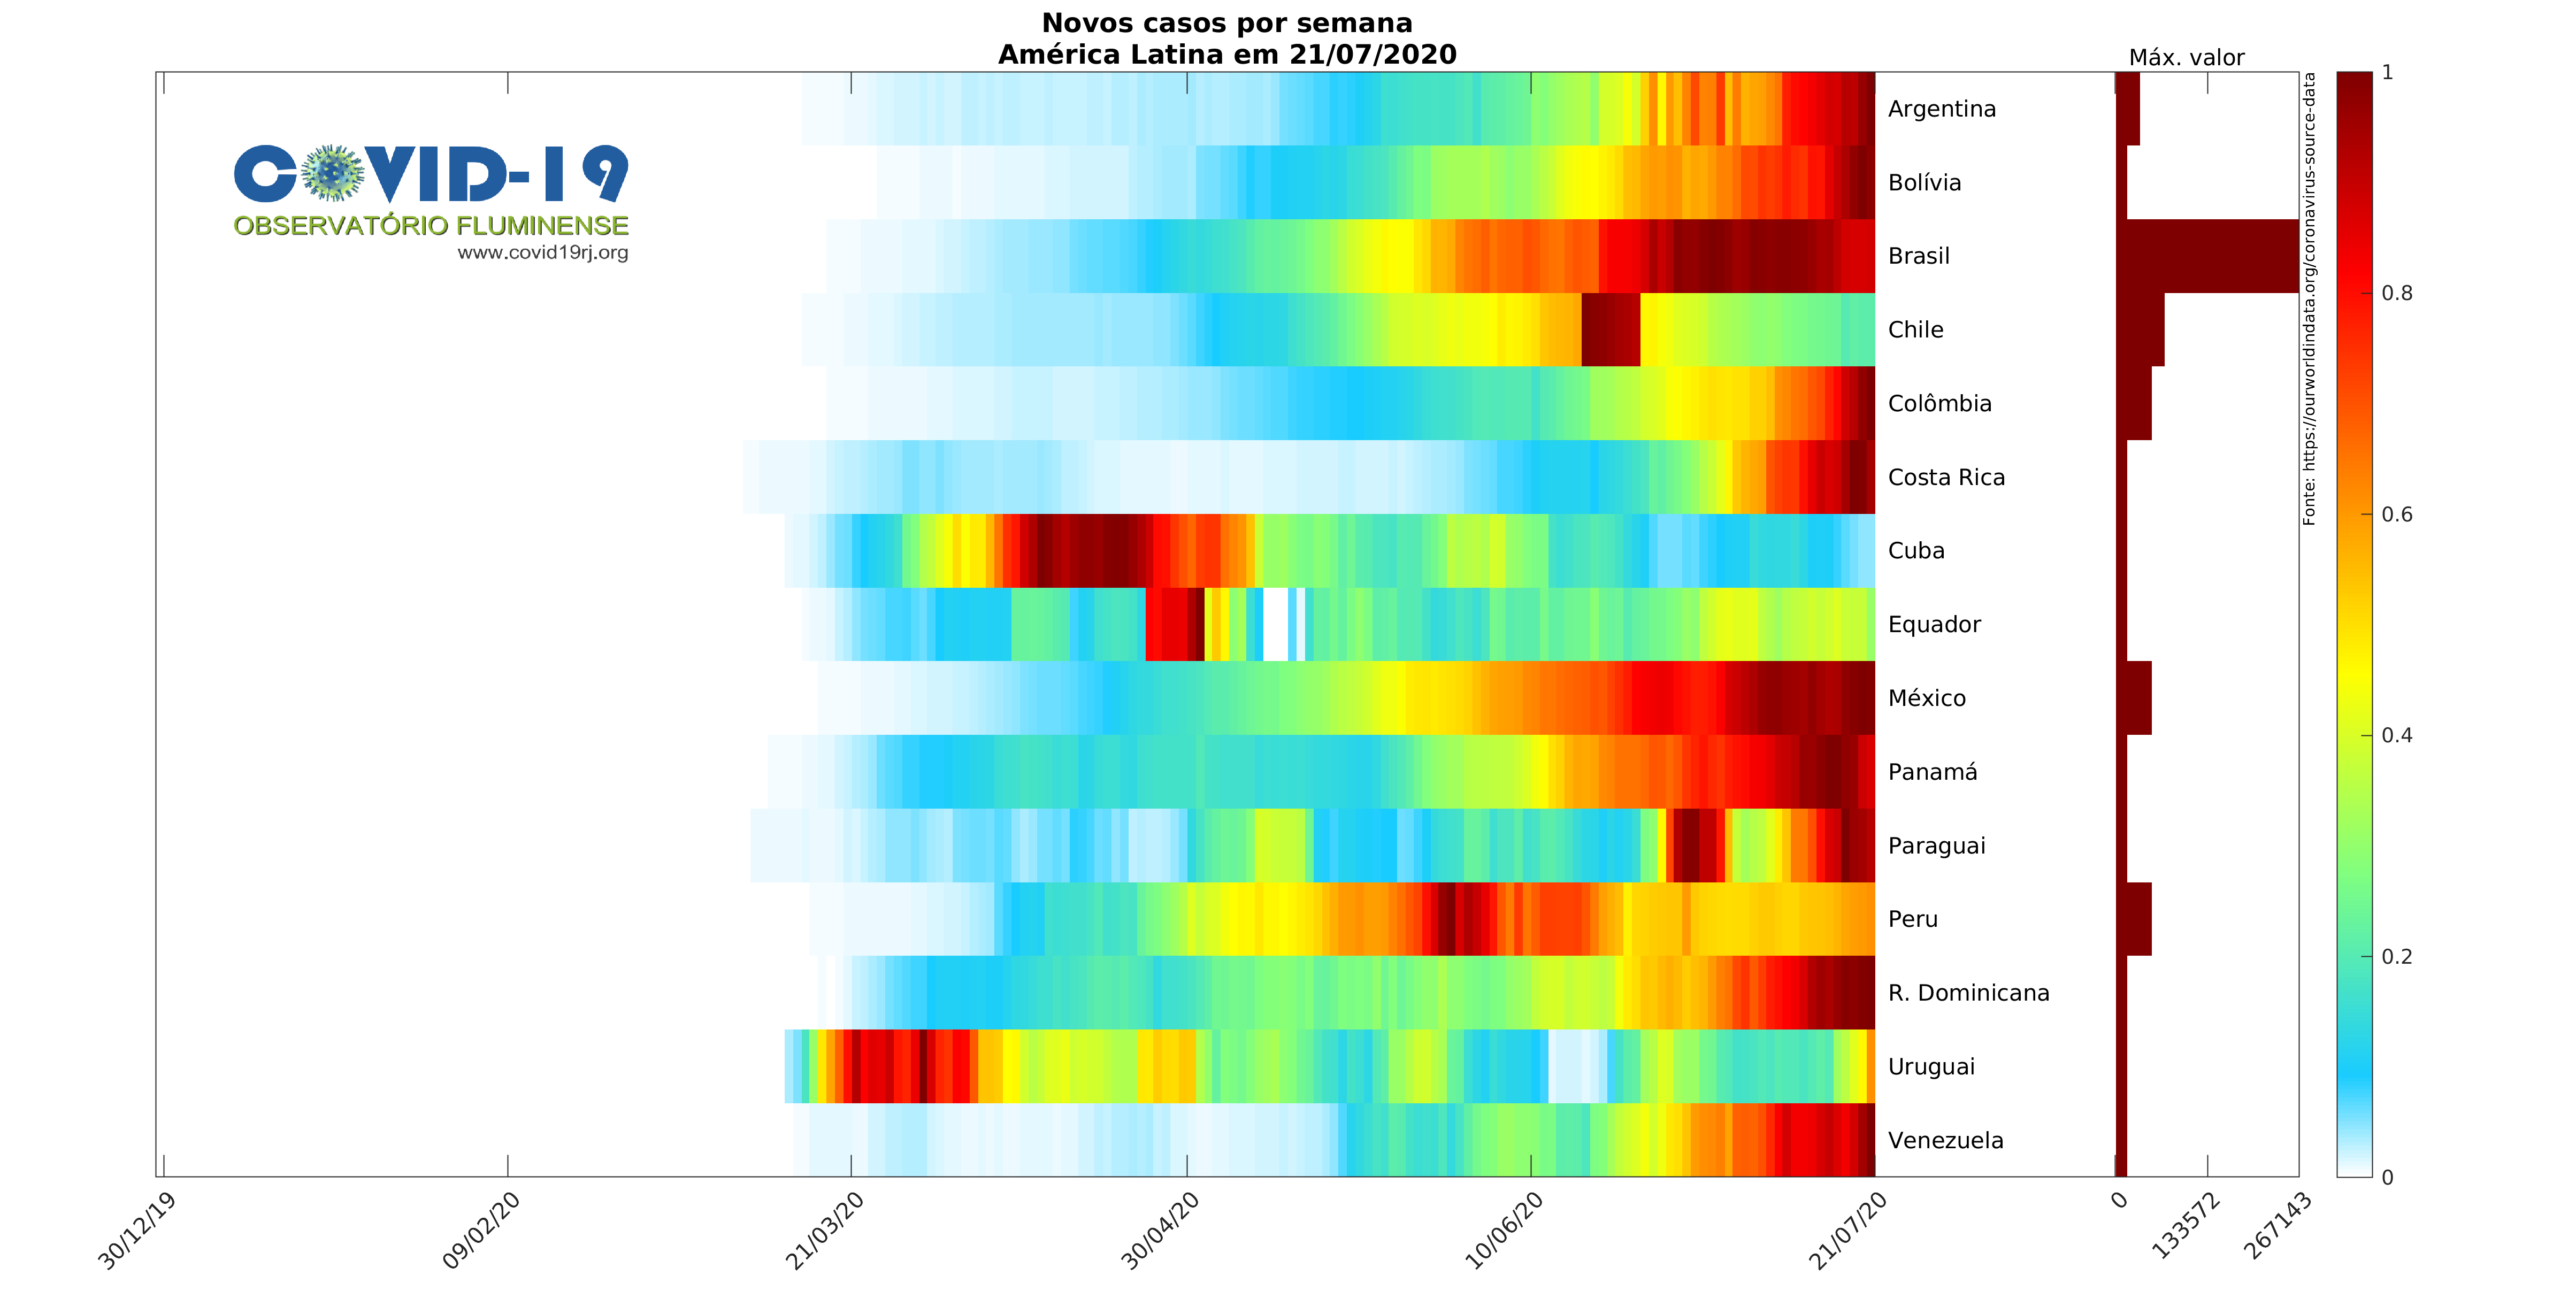 Novos casos por semana
América Latina em 21/07/2020
Máx. valor
COVID-19
OBSERVATÓRIO FLUMINENSE
www.covid19rj.org
Argentina
Bolívia
Brasil
Chile
Colômbia
Costa Rica
Cuba
Equador
México
Panamá
Paraguai
Peru
R. Dominicana
Uruguai
Venezuela
Fonte: https://ourworldindata.org/coronavirus-source-data
1
0.8
0.6
0.4
0.2
0
30/12/19
09/02/20
21/03/20
30/04/20
10/06/20
21/07/20
0
133572
267143